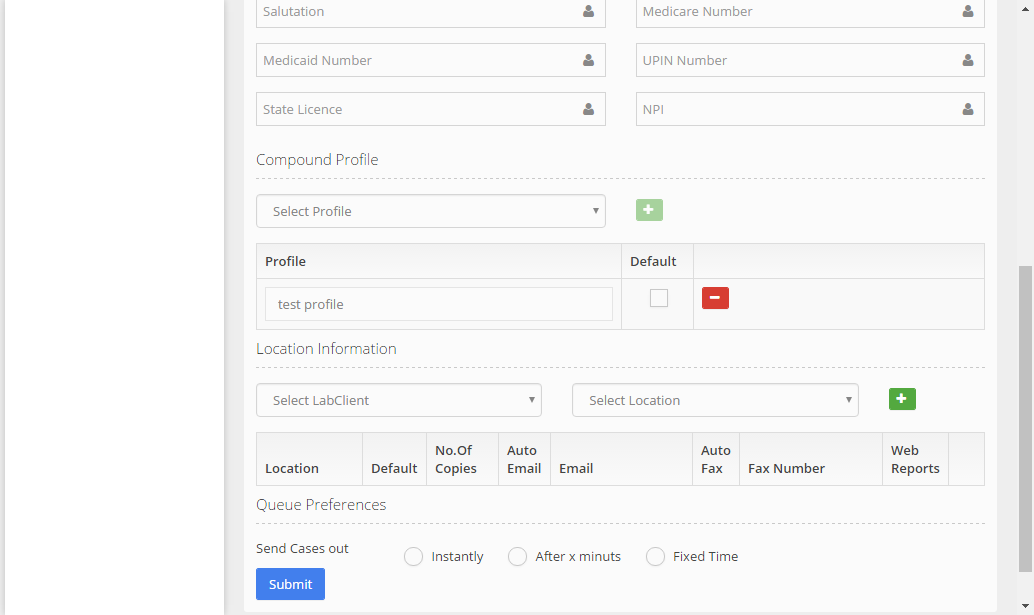 Salutation Medicare Number
Medicaid Number UPIN Number
State Licence NPI
Compound Profile
Select Profile
Profile Default
test profile
Location Information
Select LabClient Select Location
Location Default No.Of Copies Auto Email Email Auto Fax Fax Number Web Reports
Queue Preferences
Send Cases out Instantly After x minuts Fixed Time
Submit